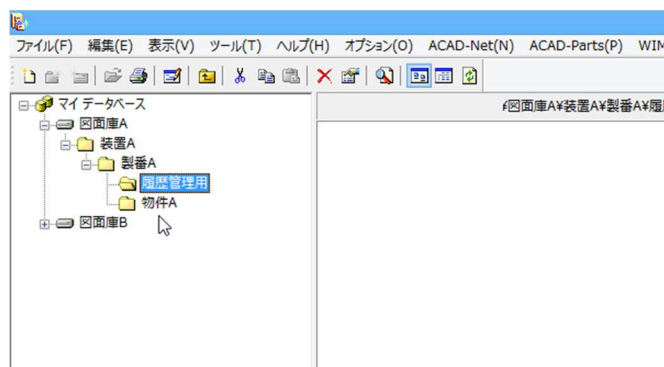 ファイル(F) 編集(E) 表示(V) ツール(T) ヘルプ(H) オプション(O) ACAD-Net(N) ACAD-Parts(P) WIM
マイ データベース
¥図面庫A¥装置A¥製番A¥履
図面庫A
装置A
製番A
履歴管理用
物件A
図面庫B